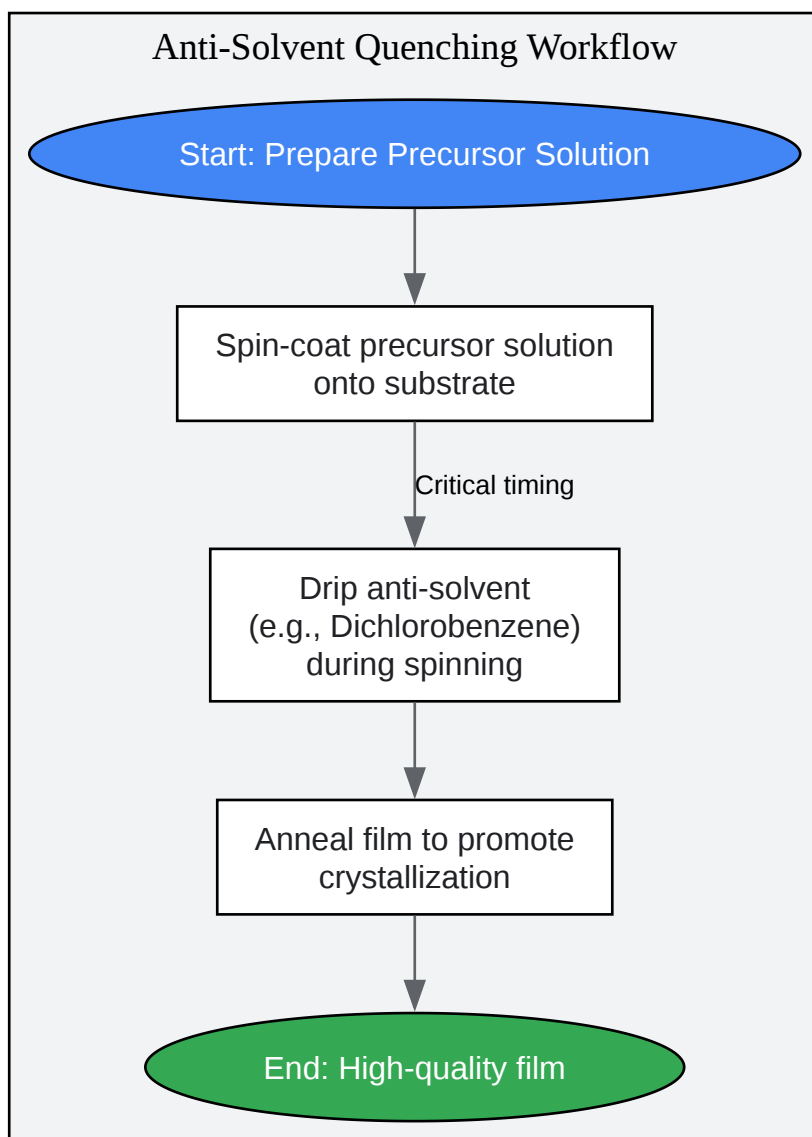 Anti-Solvent Quenching Workflow
Start: Prepare Precursor Solution
Spin-coat precursor solution
onto substrate
Critical timing
Drip anti-solvent
(e.g., Dichlorobenzene)
during spinning
Anneal film to promote
crystallization
End: High-quality film